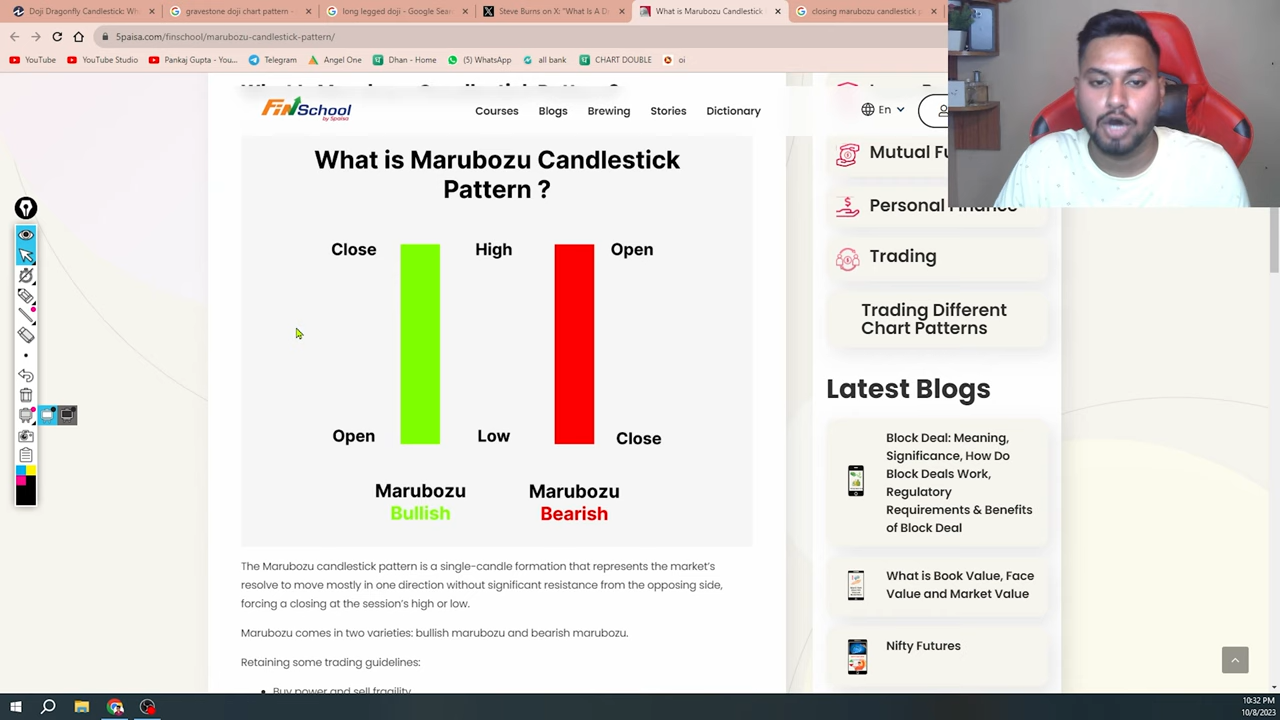 Doji Dragonfly Candlestick: Wh
gravestone doji chart pattern -
long legged doji - Google Sear
Steve Burns on X: "What Is A D
What is Marubozu Candlestick
closing marubozu candlestick p
5paisa.com/finschool/marubozu-candlestick-pattern/
YouTube
YouTube Studio
Pankaj Gupta - You...
Telegram
Angel One
Dhan - Home
(5) WhatsApp
all bank
CHART DOUBLE
oi
FinSchool
by 5paisa
Courses
Blogs
Brewing
Stories
Dictionary
En
What is Marubozu Candlestick
Pattern ?
Close
High
Open
Open
Low
Close
Marubozu
Bullish
Marubozu
Bearish
The Marubozu candlestick pattern is a single-candle formation that represents the market's
resolve to move mostly in one direction without significant resistance from the opposing side,
forcing a closing at the session's high or low.
Marubozu comes in two varieties: bullish marubozu and bearish marubozu.
Retaining some trading guidelines:
Buy power and sell fragility
Mutual Fu
Personal Finance
Trading
Trading Different
Chart Patterns
Latest Blogs
Block Deal: Meaning,
Significance, How Do
Block Deals Work,
Regulatory
Requirements & Benefits
of Block Deal
What is Book Value, Face
Value and Market Value
Nifty Futures
10:32 PM
10/8/2023